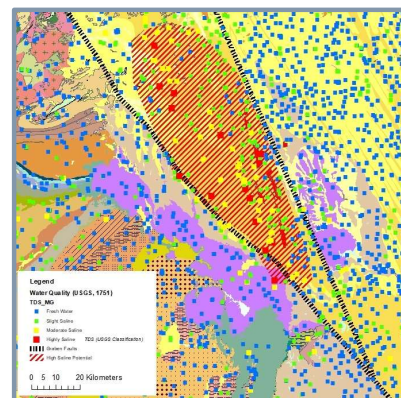 Legend
Water Quality (USGS, 1751)
TDS_MG
Fresh Water
Slight Saline
Moderate Saline
Highly Saline TDS (USGS Classification)
Graben Faults
High Saline Potential
0 5 10 20 Kilometers